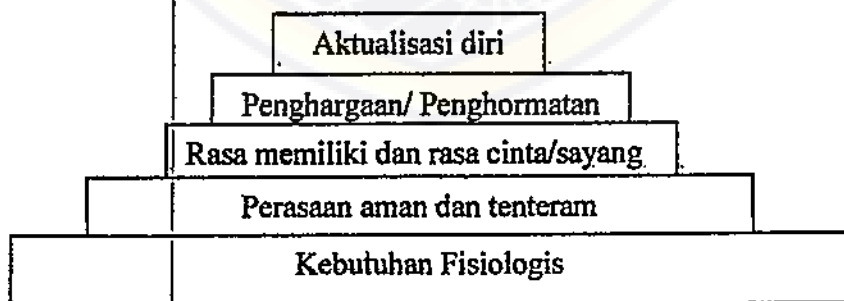 Aktualisasi diri
Penghargaan/ Penghormatan
Rasa memiliki dan rasa cinta/sayang
Perasaan aman dan tenteram
Kebutuhan Fisiologis